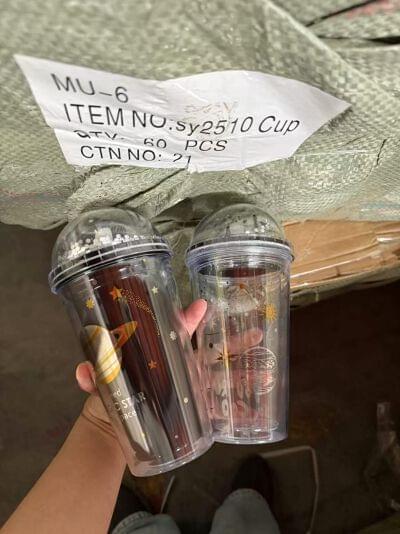 MU-6
ITEM NO.sy2510 Cup
QTY: 60 PCS
CTN NO: 21
STAR